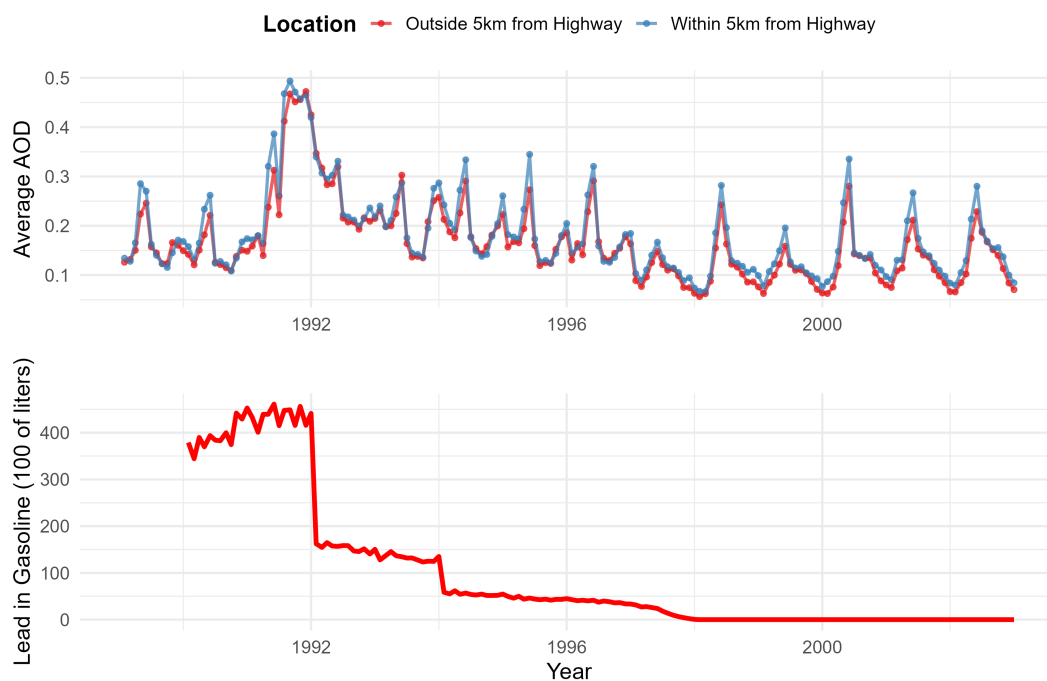 Location Outside 5km from Highway Within 5km from Highway
Average AOD
0.5
0.4
0.3
0.2
0.1
1992 1996 2000
Lead in Gasoline (100 of liters)
400
300
200
100
0
1992 1996 2000
Year